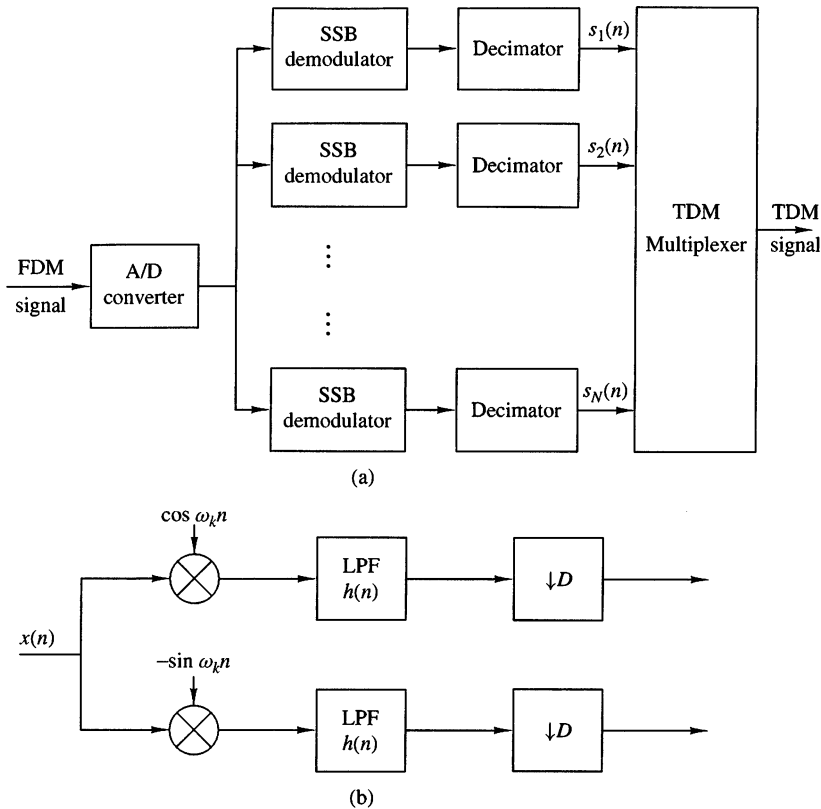 SSB
demodulator
Decimator
s₁(n)
SSB
demodulator
Decimator
s₂(n)
TDM
Multiplexer
TDM
signal
FDM
signal
A/D
converter
SSB
demodulator
Decimator
s_N(n)
(a)
cos ωₖn
LPF
h(n)
↓D
x(n)
–sin ωₖn
LPF
h(n)
↓D
(b)